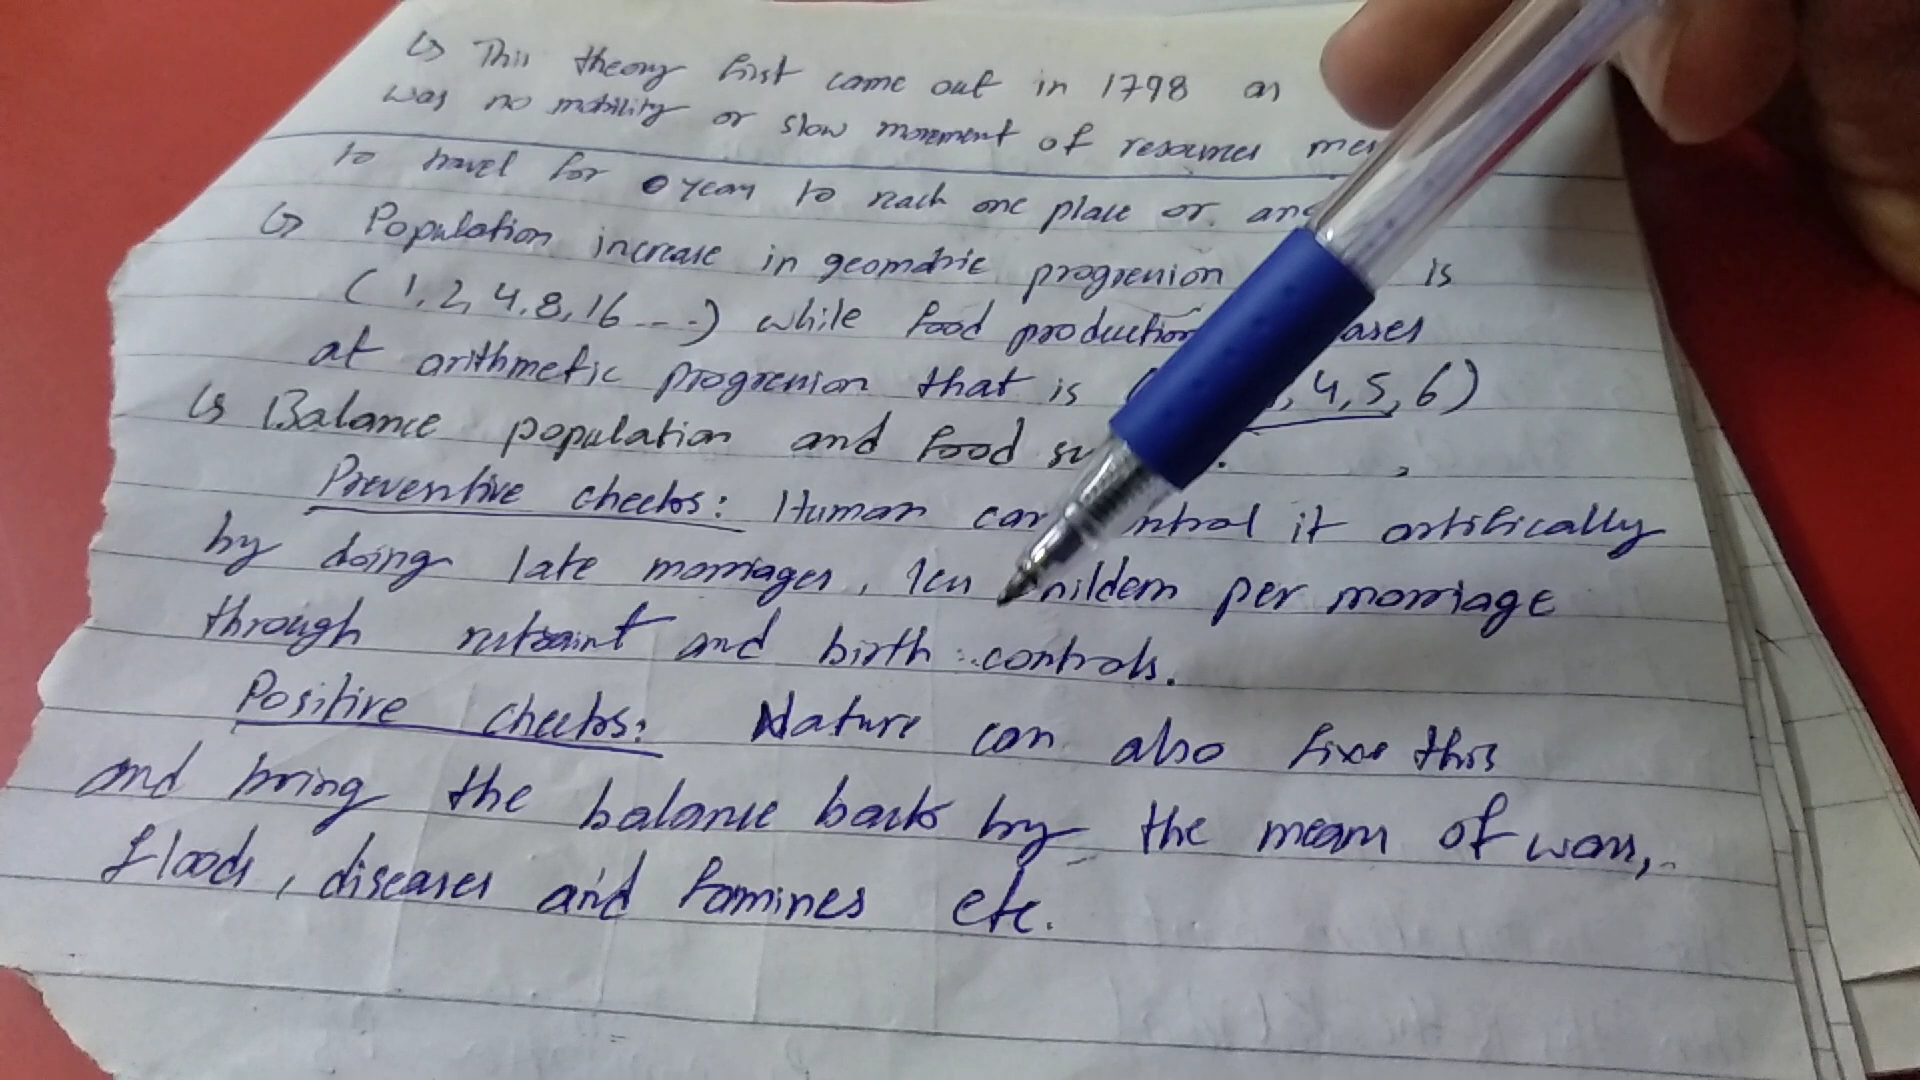 ↳ This theory first came out in 1798 as
was no mobility or slow movement of resources
to travel for 0 year to reach one place or
↳ Population increase in geometric progression is
(1, 2, 4, 8, 16 ---) while food production
at arithmetic progression that is ( , 4, 5, 6)
↳ Balance population and food
Preventive checks: Human it artifically
by doing late marriages, less per marriage
through restraint and birth controls.
Positive checks: Nature can also fixe this
and bring the balance back by the mean of wars,
floods, diseases and famines etc.